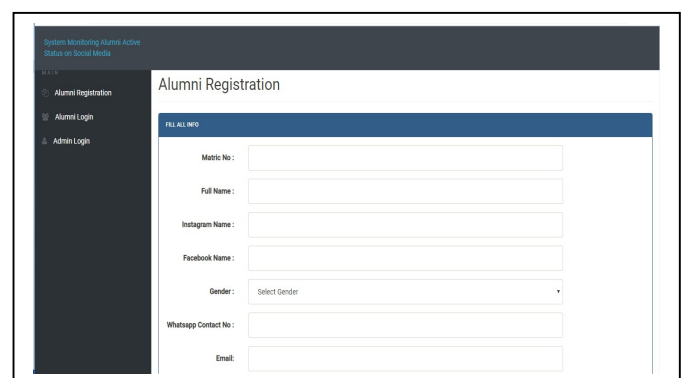 System Monitoring Alumni Active
Status on Social Media
MAIN
Alumni Registration
Alumni Login
Admin Login
Alumni Registration
FILL ALL INFO
Matric No :
Full Name :
Instagram Name :
Facebook Name :
Gender :
Select Gender
Whatsapp Contact No :
Email: